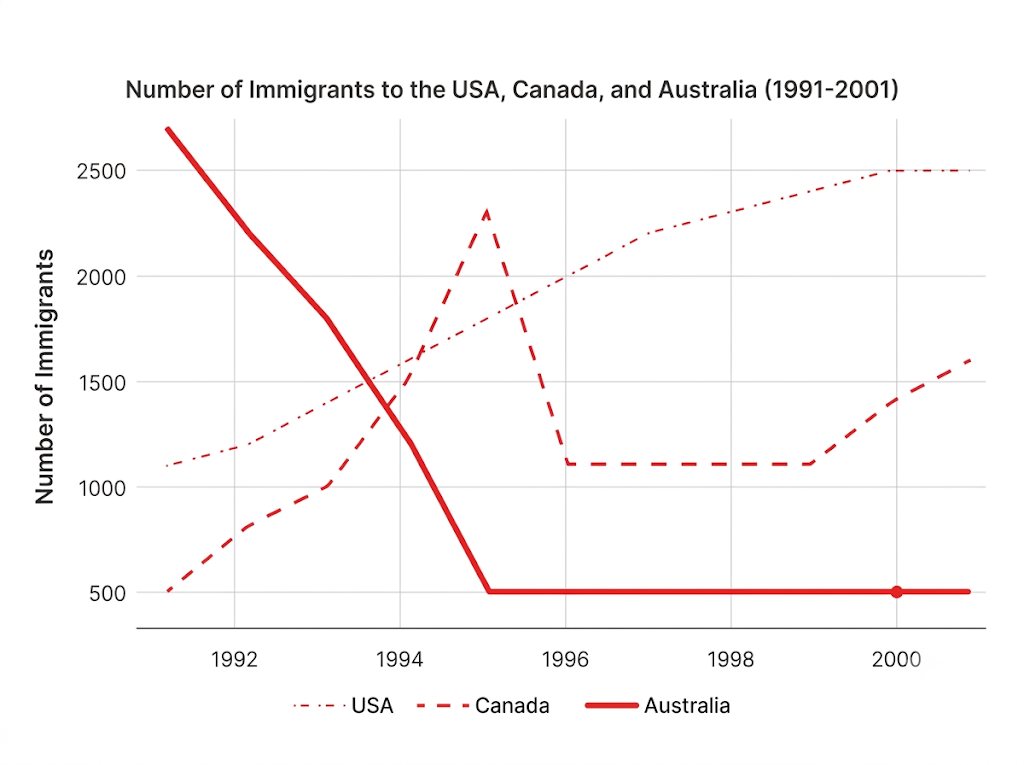 Number of Immigrants to the USA, Canada, and Australia (1991-2001)
Number of Immigrants
2500
2000
1500
1000
500
1992 1994 1996 1998 2000
USA Canada Australia